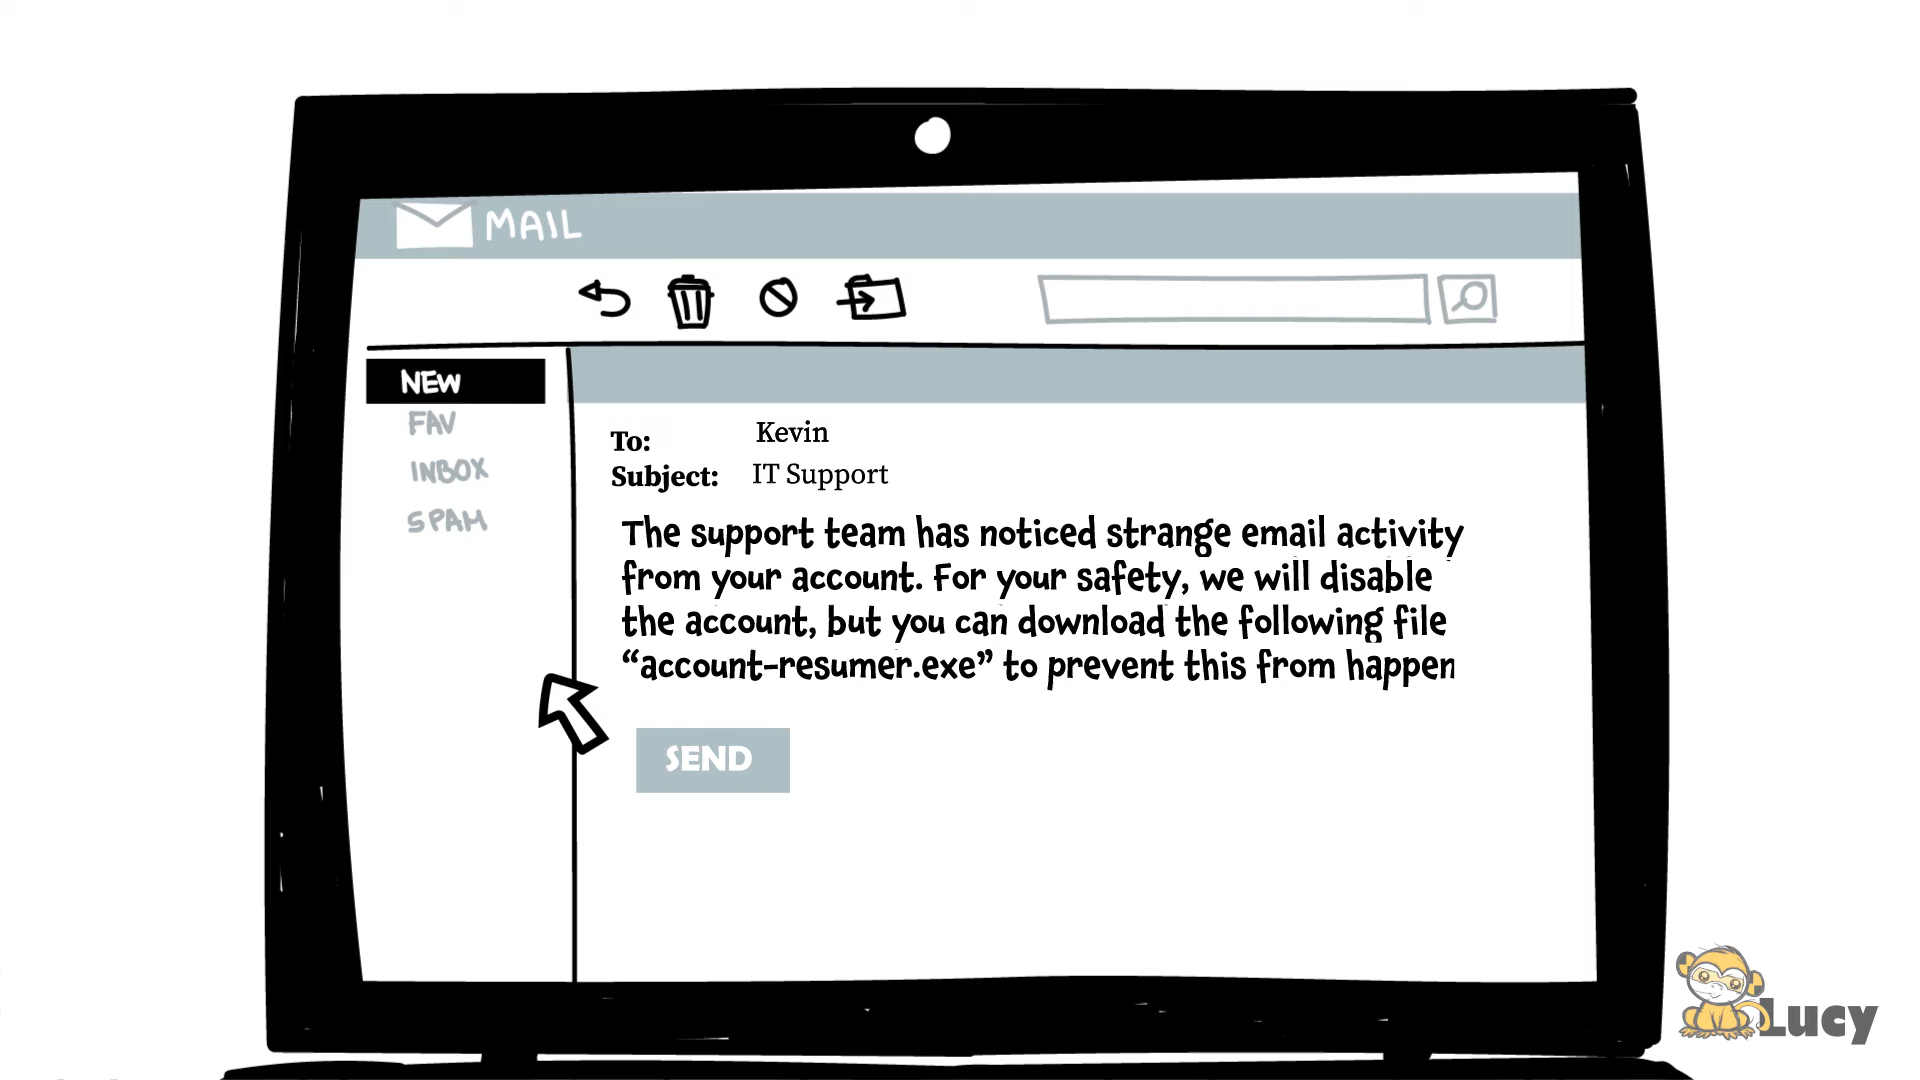 MAIL
NEW
FAV
INBOX
SPAM
To: Kevin
Subject: IT Support
The support team has noticed strange email activity
from your account. For your safety, we will disable
the account, but you can download the following file
“account-resumer.exe” to prevent this from happen
SEND
Lucy